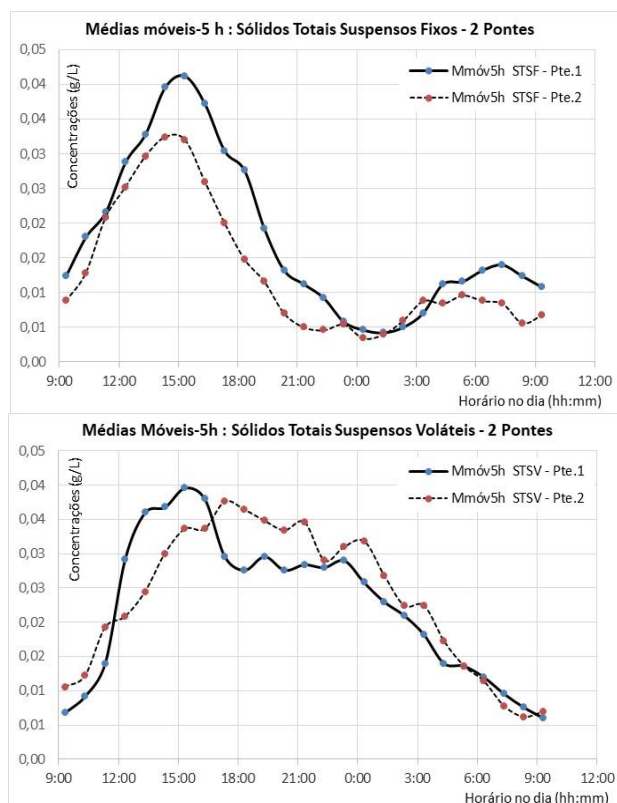 Médias móveis-5 h : Sólidos Totais Suspensos Fixos - 2 Pontes
Concentrações (g/L)
Mmóv5h STSF - Pte.1
Mmóv5h STSF - Pte.2
0,05
0,04
0,04
0,03
0,03
0,02
0,02
0,01
0,01
0,00
9:00 12:00 15:00 18:00 21:00 0:00 3:00 6:00 9:00 12:00
Horário no dia (hh:mm)
Médias Móveis-5h : Sólidos Totais Suspensos Voláteis - 2 Pontes
Concentrações (g/L)
Mmóv5h STSV - Pte.1
Mmóv5h STSV - Pte.2
0,05
0,04
0,04
0,03
0,03
0,02
0,02
0,01
0,01
0,00
9:00 12:00 15:00 18:00 21:00 0:00 3:00 6:00 9:00 12:00
Horário no dia (hh:mm)